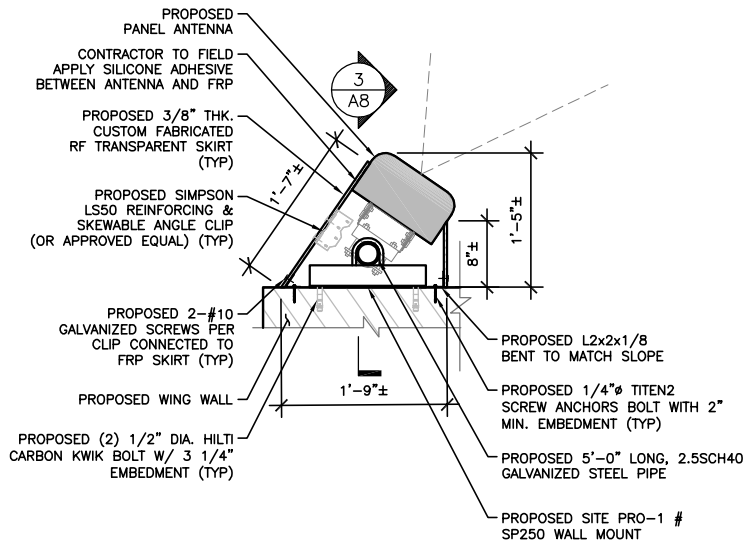 PROPOSED
PANEL ANTENNA
CONTRACTOR TO FIELD
APPLY SILICONE ADHESIVE
BETWEEN ANTENNA AND FRP
3
A8
PROPOSED 3/8" THK.
CUSTOM FABRICATED
RF TRANSPARENT SKIRT
(TYP)
1'-7"±
PROPOSED SIMPSON
LS50 REINFORCING &
SKEWABLE ANGLE CLIP
(OR APPROVED EQUAL) (TYP)
8"±
1'-5"±
PROPOSED 2-#10
GALVANIZED SCREWS PER
CLIP CONNECTED TO
FRP SKIRT (TYP)
PROPOSED WING WALL
PROPOSED (2) 1/2" DIA. HILTI
CARBON KWIK BOLT W/ 3 1/4"
EMBEDMENT (TYP)
1'-9"±
PROPOSED L2x2x1/8
BENT TO MATCH SLOPE
PROPOSED 1/4"ø TITEN2
SCREW ANCHORS BOLT WITH 2"
MIN. EMBEDMENT (TYP)
PROPOSED 5'-0" LONG, 2.5SCH40
GALVANIZED STEEL PIPE
PROPOSED SITE PRO-1 #
SP250 WALL MOUNT